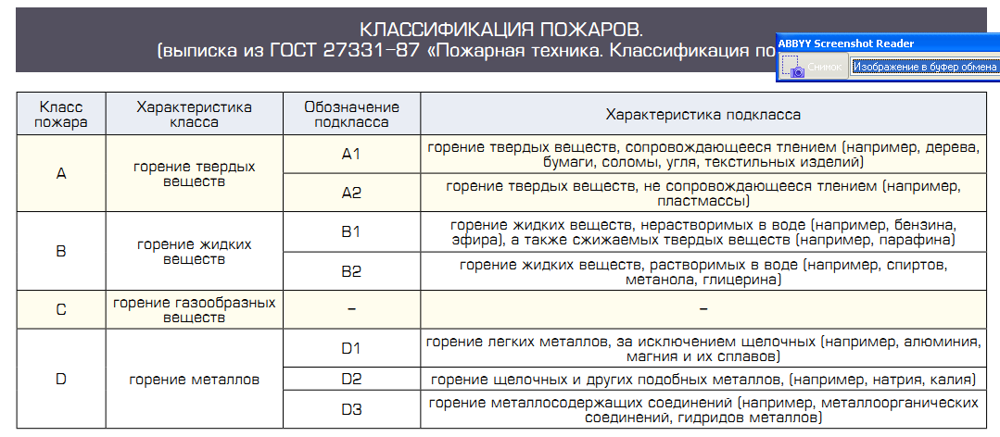 КЛАССИФИКАЦИЯ ПОЖАРОВ.
(выписка из ГОСТ 27331-87 «Пожарная техника. Классификация по
ABBYY Screenshot Reader
Снимок
Изображение в буфер обмена
Класс пожара
Характеристика класса
Обозначение подкласса
Характеристика подкласса
A
горение твердых
веществ
A1
горение твердых веществ, сопровождающееся тлением (например, дерева,
бумаги, соломы, угля, текстильных изделий)
A2
горение твердых веществ, не сопровождающееся тлением (например,
пластмассы)
B
горение жидких
веществ
B1
горение жидких веществ, нерастворимых в воде (например, бензина,
эфира), а также сжижаемых твердых веществ (например, парафина)
B2
горение жидких веществ, растворимых в воде (например, спиртов,
метанола, глицерина)
C
горение газообразных
веществ
–
–
D
горение металлов
D1
горение легких металлов, за исключением щелочных (например, алюминия,
магния и их сплавов)
D2
горение щелочных и других подобных металлов, (например, натрия, калия)
D3
горение металлосодержащих соединений (например, металлоорганических
соединений, гидридов металлов)